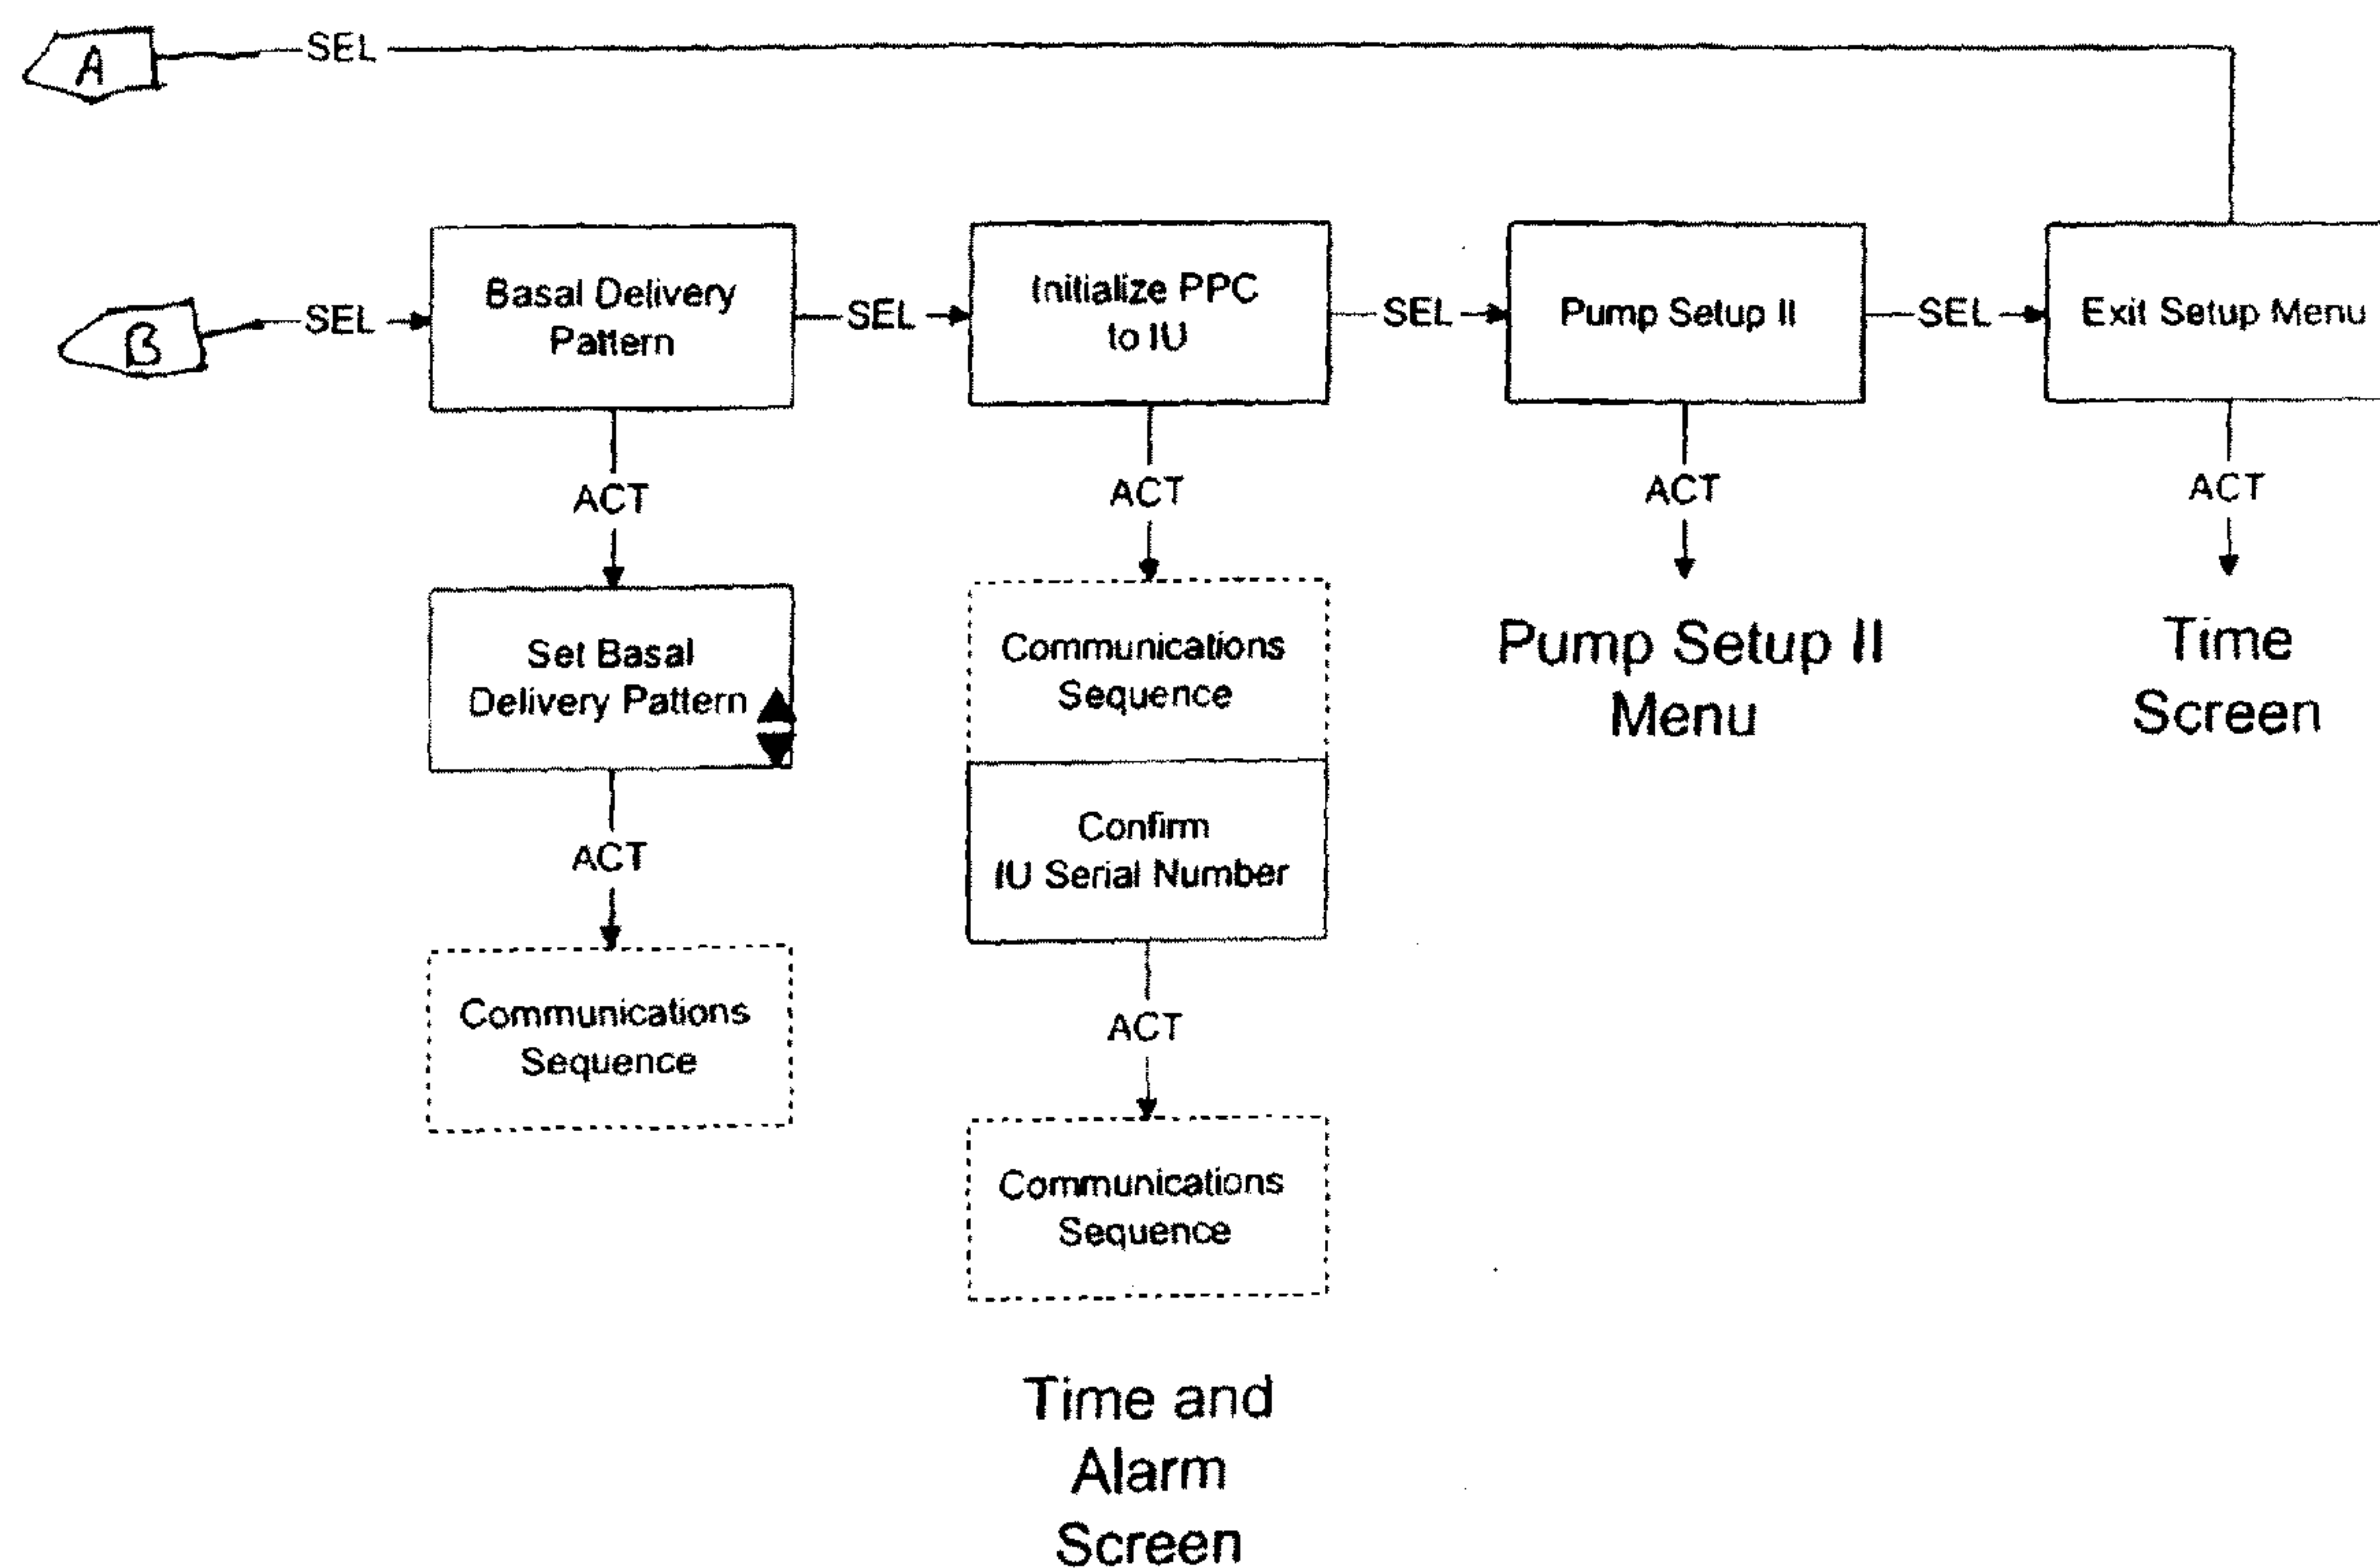 A
SEL
B
SEL
Basal Delivery
Pattern
SEL
Initialize PPC
to IU
SEL
Pump Setup II
SEL
Exit Setup Menu
ACT
ACT
ACT
ACT
Set Basal
Delivery Pattern
Communications
Sequence
Pump Setup II
Menu
Time
Screen
ACT
Confirm
IU Serial Number
Communications
Sequence
ACT
Communications
Sequence
Time and
Alarm
Screen